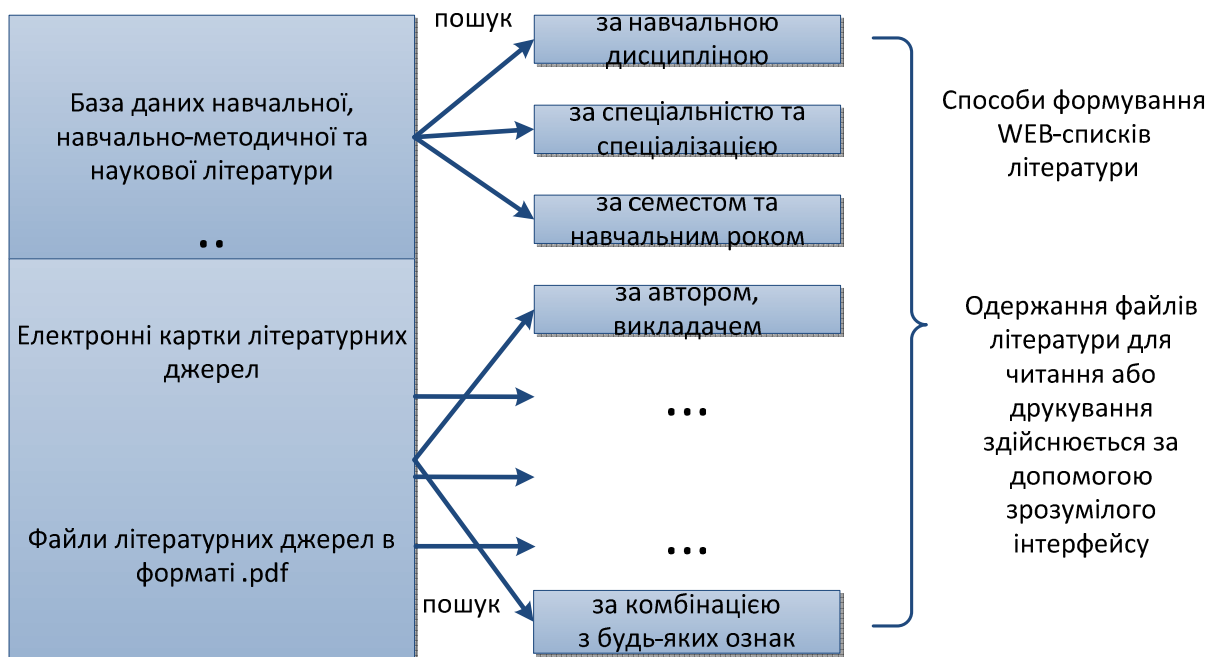 База даних навчальної,
навчально-методичної та
наукової літератури
..
Електронні картки літературних
джерел
Файли літературних джерел в
форматі .pdf
пошук
за навчальною
дисципліною
за спеціальністю та
спеціалізацією
за семестом та
навчальним роком
за автором,
викладачем
...
...
пошук
за комбінацією
з будь-яких ознак
Способи формування
WEB-списків
літератури
Одержання файлів
літератури для
читання або
друкування
здійснюється за
допомогою
зрозумілого
інтерфейсу